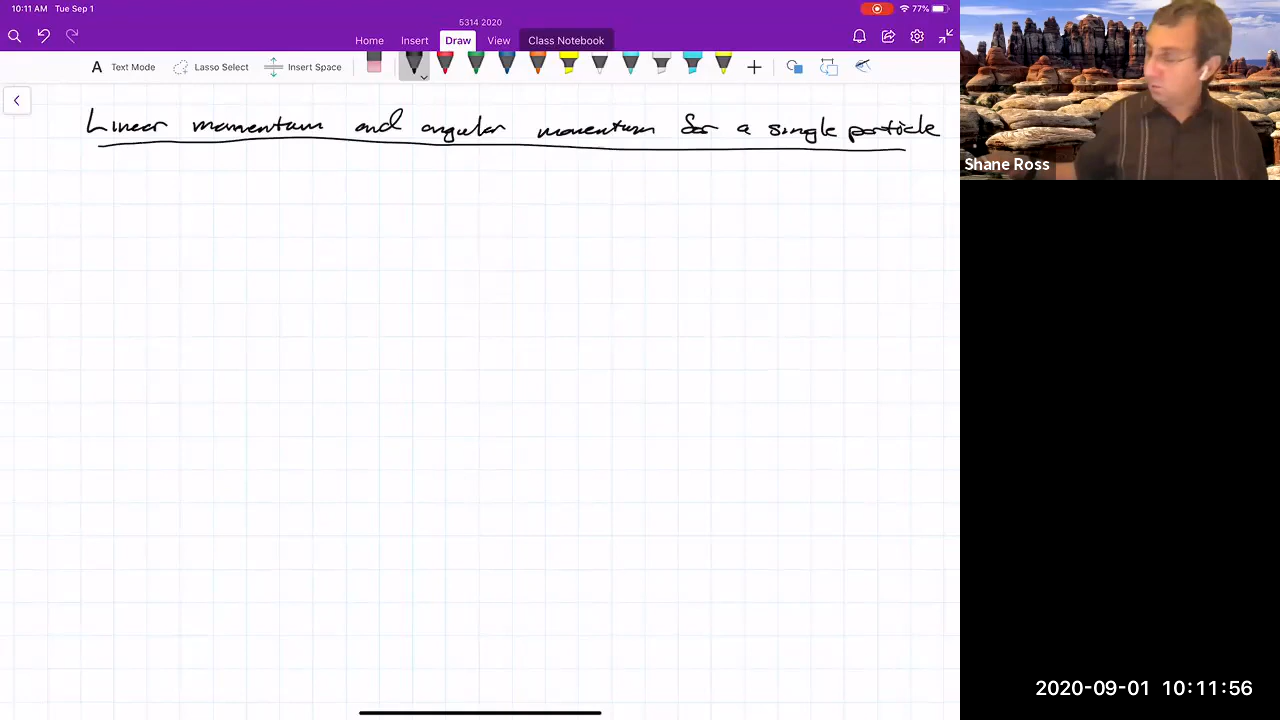 10:11 AM Tue Sep 1
77%
5314 2020
Home Insert Draw View Class Notebook
A Text Mode Lasso Select Insert Space
Linear momentum and angular momentum for a single particle
Shane Ross
2020-09-01 10:11:56